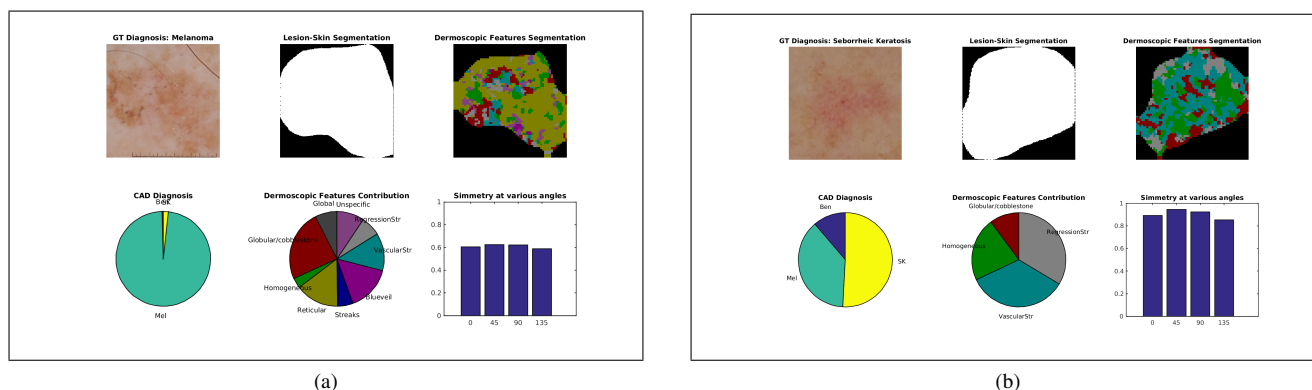 GT Diagnosis: Melanoma
Lesion-Skin Segmentation
Dermoscopic Features Segmentation
CAD Diagnosis
Ben
SK
Mel
Dermoscopic Features Contribution
Global
Unspecific
RegressionStr
Globular/cobblestone
VascularStr
Homogeneous
Blueveil
Reticular
Streaks
Simmetry at various angles
1
0.8
0.6
0.4
0.2
0
0 45 90 135
(a)
GT Diagnosis: Seborrheic Keratosis
Lesion-Skin Segmentation
Dermoscopic Features Segmentation
CAD Diagnosis
Ben
Mel
SK
Dermoscopic Features Contribution
Globular/cobblestone
RegressionStr
Homogeneous
VascularStr
Simmetry at various angles
1
0.8
0.6
0.4
0.2
0
0 45 90 135
(b)